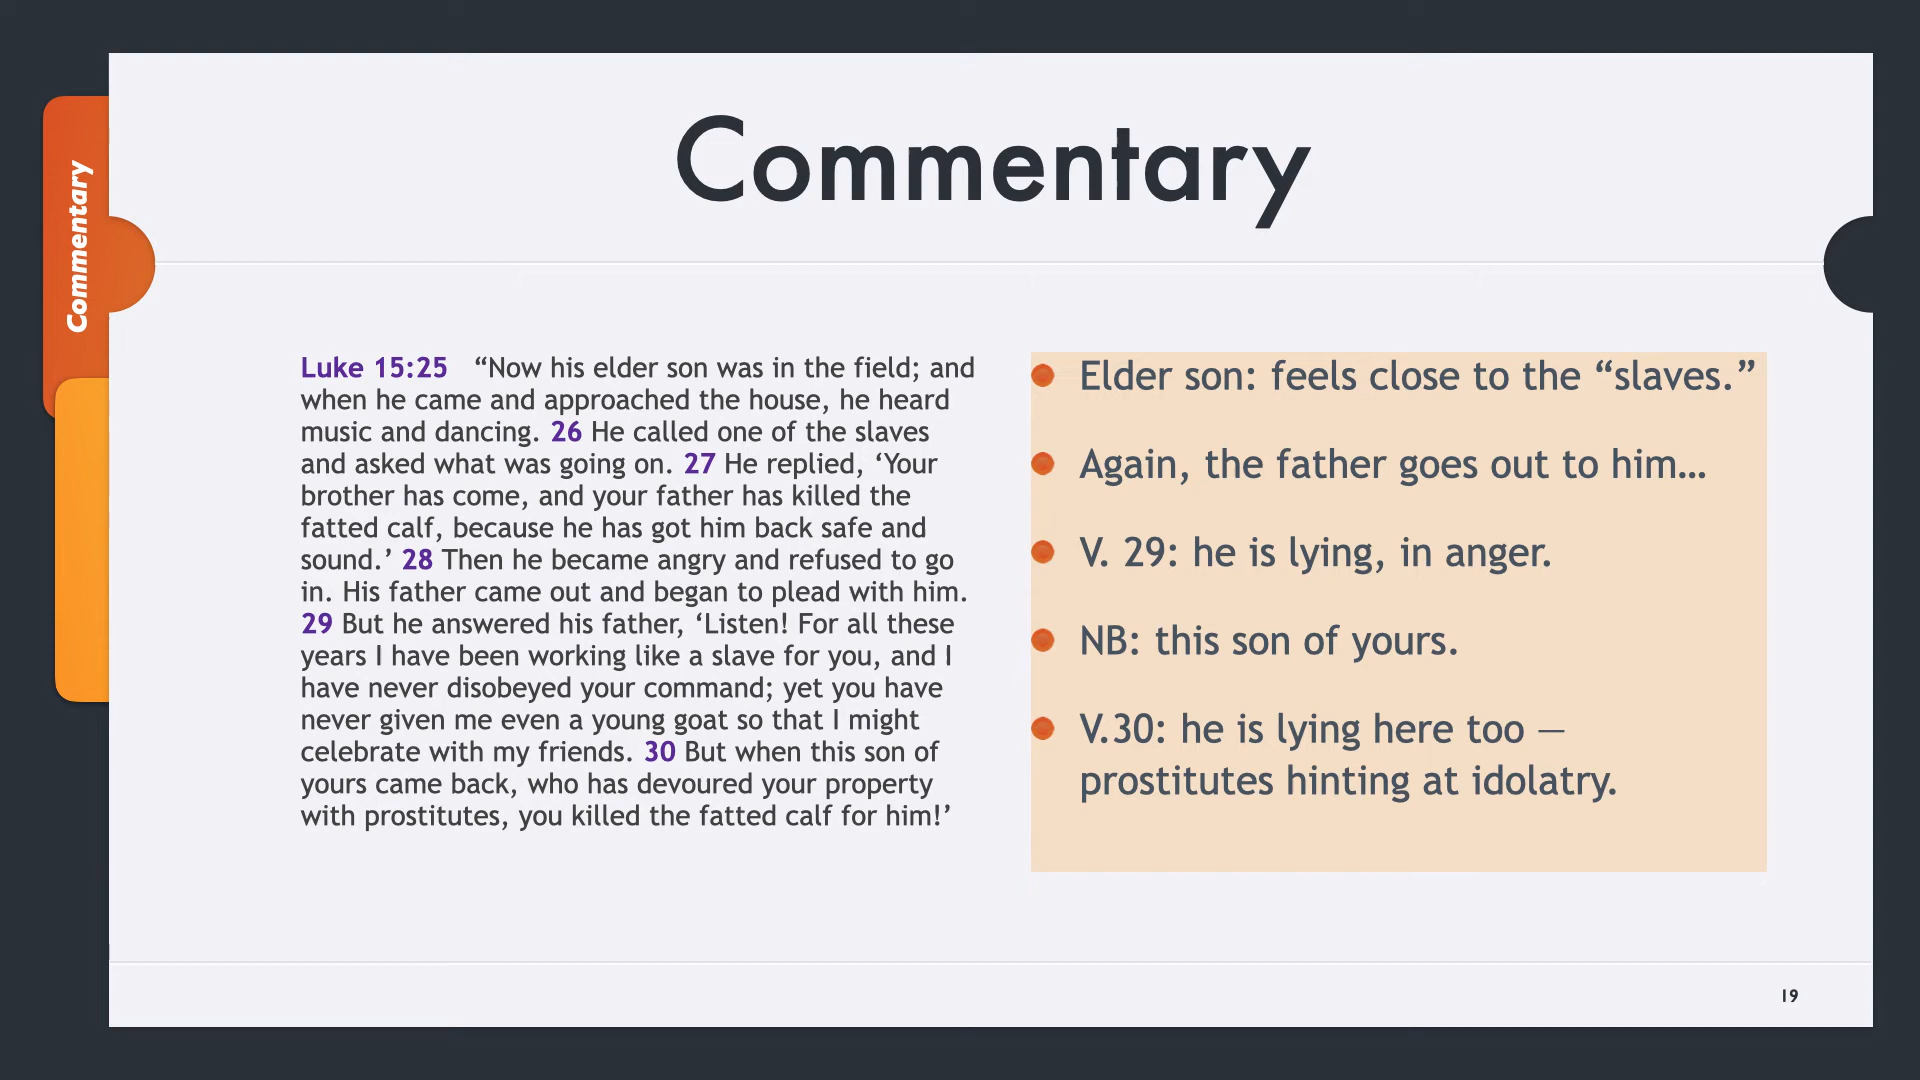 Commentary
Commentary
Luke 15:25 “Now his elder son was in the field; and
when he came and approached the house, he heard
music and dancing. 26 He called one of the slaves
and asked what was going on. 27 He replied, ‘Your
brother has come, and your father has killed the
fatted calf, because he has got him back safe and
sound.’ 28 Then he became angry and refused to go
in. His father came out and began to plead with him.
29 But he answered his father, ‘Listen! For all these
years I have been working like a slave for you, and I
have never disobeyed your command; yet you have
never given me even a young goat so that I might
celebrate with my friends. 30 But when this son of
yours came back, who has devoured your property
with prostitutes, you killed the fatted calf for him!’
Elder son: feels close to the “slaves.”
Again, the father goes out to him…
V. 29: he is lying, in anger.
NB: this son of yours.
V.30: he is lying here too —
prostitutes hinting at idolatry.
19